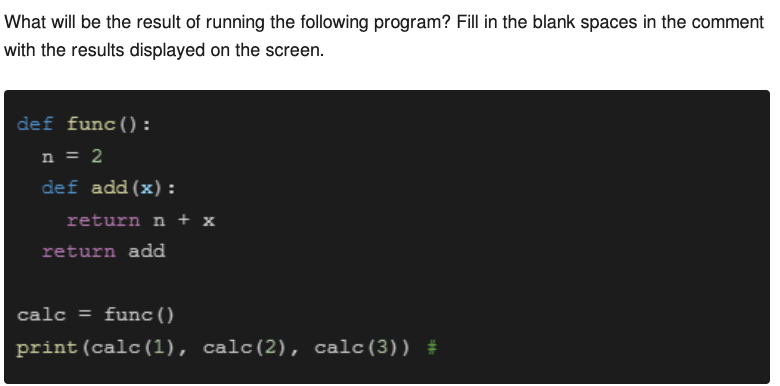 What will be the result of running the following program? Fill in the blank spaces in the comment
with the results displayed on the screen.
def func():
  n = 2
  def add(x):
    return n + x
  return add
calc = func()
print(calc(1), calc(2), calc(3)) #